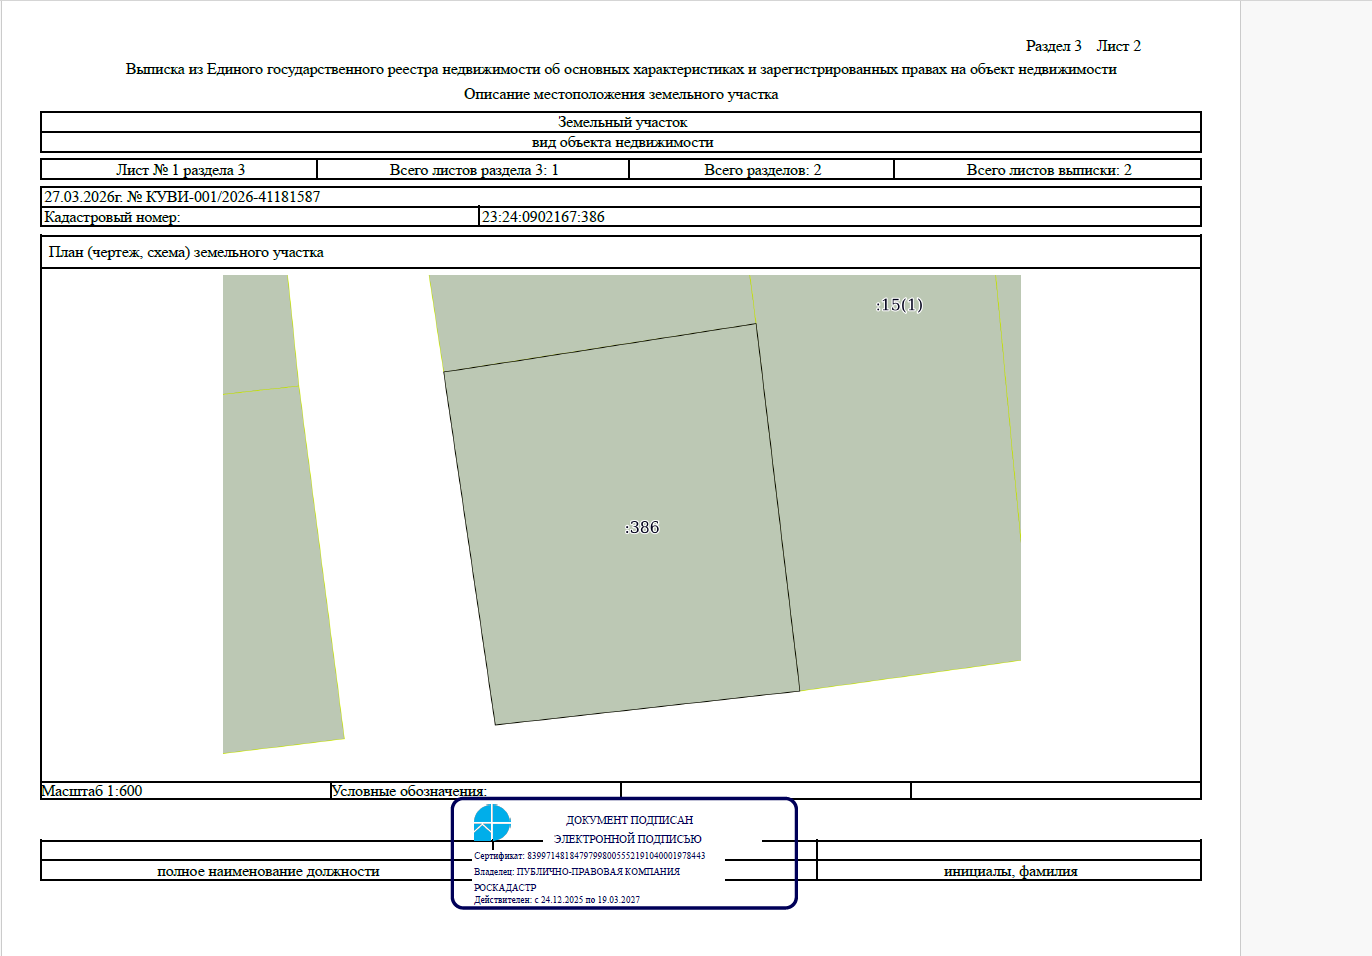 Раздел 3 Лист 2
Выписка из Единого государственного реестра недвижимости об основных характеристиках и зарегистрированных правах на объект недвижимости
Описание местоположения земельного участка
Земельный участок
вид объекта недвижимости
Лист № 1 раздела 3 Всего листов раздела 3: 1 Всего разделов: 2 Всего листов выписки: 2
27.03.2026г. № КУВИ-001/2026-41181587
Кадастровый номер: 23:24:0902167:386
План (чертеж, схема) земельного участка
:15(1)
:386
Масштаб 1:600 Условные обозначения:
ДОКУМЕНТ ПОДПИСАН
ЭЛЕКТРОННОЙ ПОДПИСЬЮ
Сертификат: 83997148184797998005552191040001978443
Владелец: ПУБЛИЧНО-ПРАВОВАЯ КОМПАНИЯ
РОСКАДАСТР
Действителен: с 24.12.2025 по 19.03.2027
полное наименование должности инициалы, фамилия